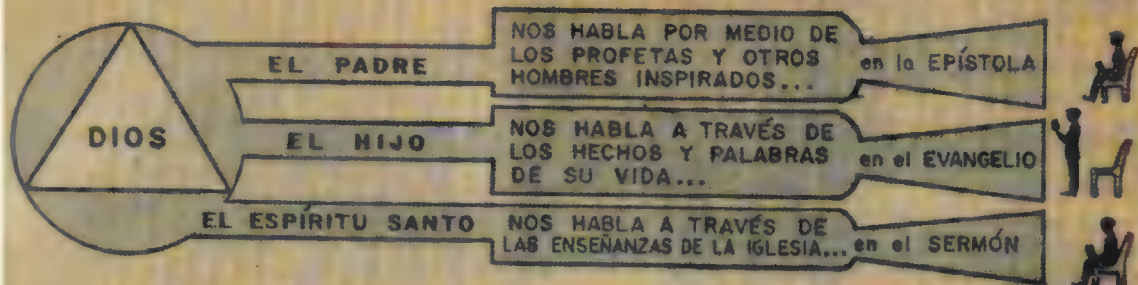 DIOS
EL PADRE
NOS HABLA POR MEDIO DE
LOS PROFETAS Y OTROS
HOMBRES INSPIRADOS...
en la EPÍSTOLA
EL HIJO
NOS HABLA A TRAVÉS DE
LOS HECHOS Y PALABRAS
DE SU VIDA...
en el EVANGELIO
EL ESPÍRITU SANTO
NOS HABLA A TRAVÉS DE
LAS ENSEÑANZAS DE LA IGLESIA...
en el SERMÓN